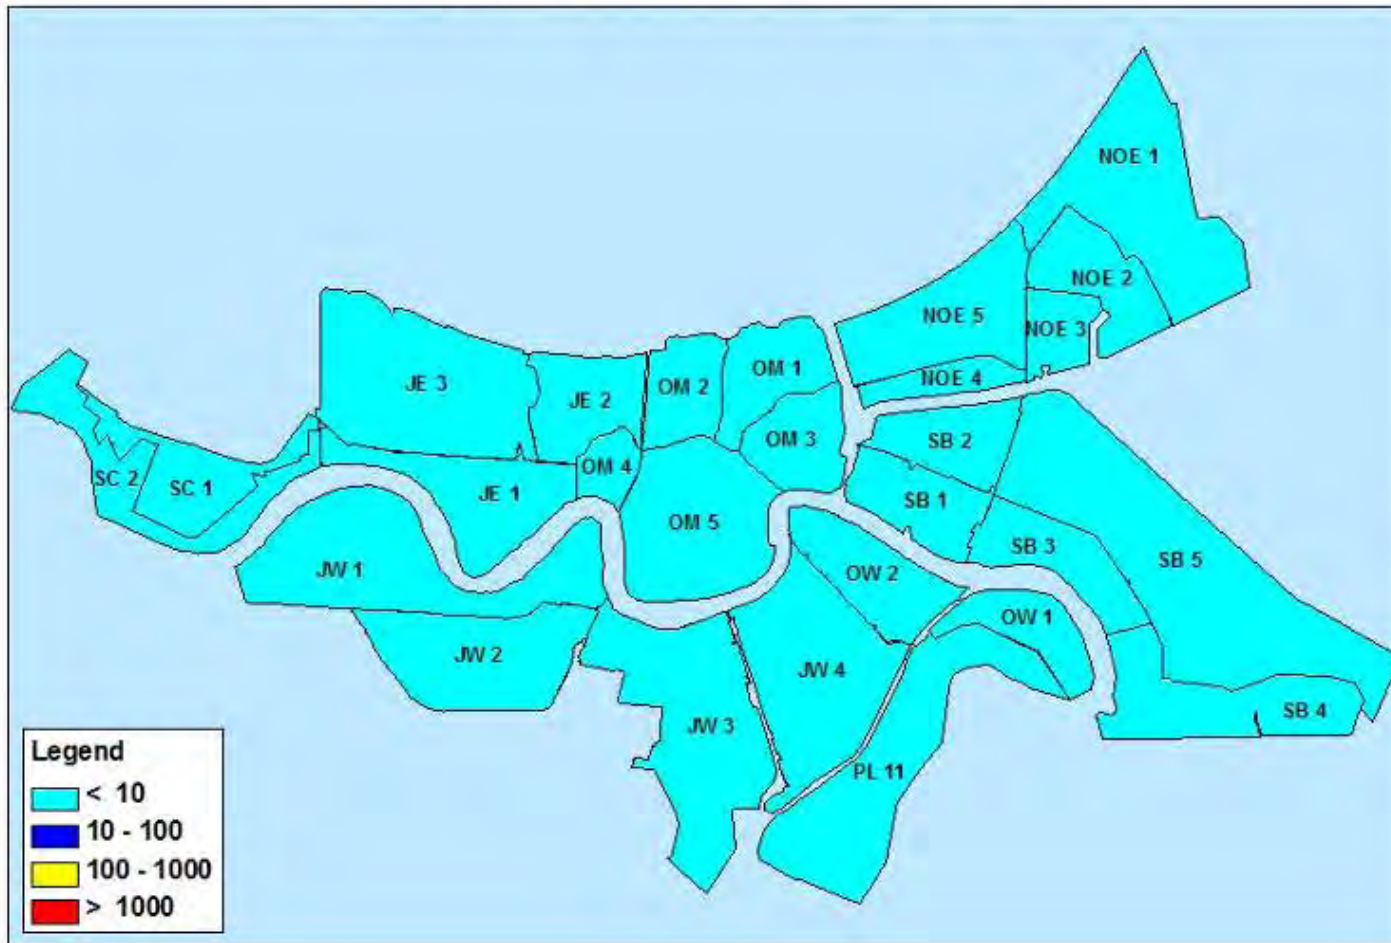 NOE 1
NOE 2
NOE 5
NOE 3
NOE 4
OM 1
OM 2
JE 3
JE 2
OM 3
SB 2
OM 4
SC 2
SC 1
JE 1
SB 1
OM 5
SB 3
SB 5
JW 1
OW 2
OW 1
JW 2
JW 4
SB 4
JW 3
PL 11
Legend
< 10
10 - 100
100 - 1000
> 1000